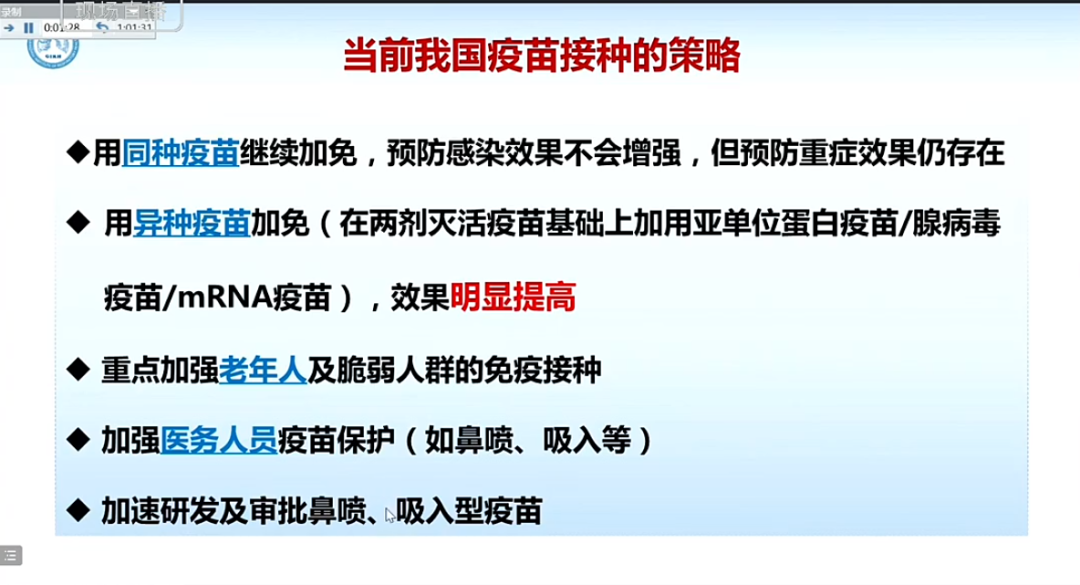 录制
现场直播
0:01:28 1:01:31
当前我国疫苗接种的策略
◆用同种疫苗继续加免，预防感染效果不会增强，但预防重症效果仍存在
◆ 用异种疫苗加免（在两剂灭活疫苗基础上加用亚单位蛋白疫苗/腺病毒
疫苗/mRNA疫苗），效果明显提高
◆ 重点加强老年人及脆弱人群的免疫接种
◆ 加强医务人员疫苗保护（如鼻喷、吸入等）
◆ 加速研发及审批鼻喷、吸入型疫苗